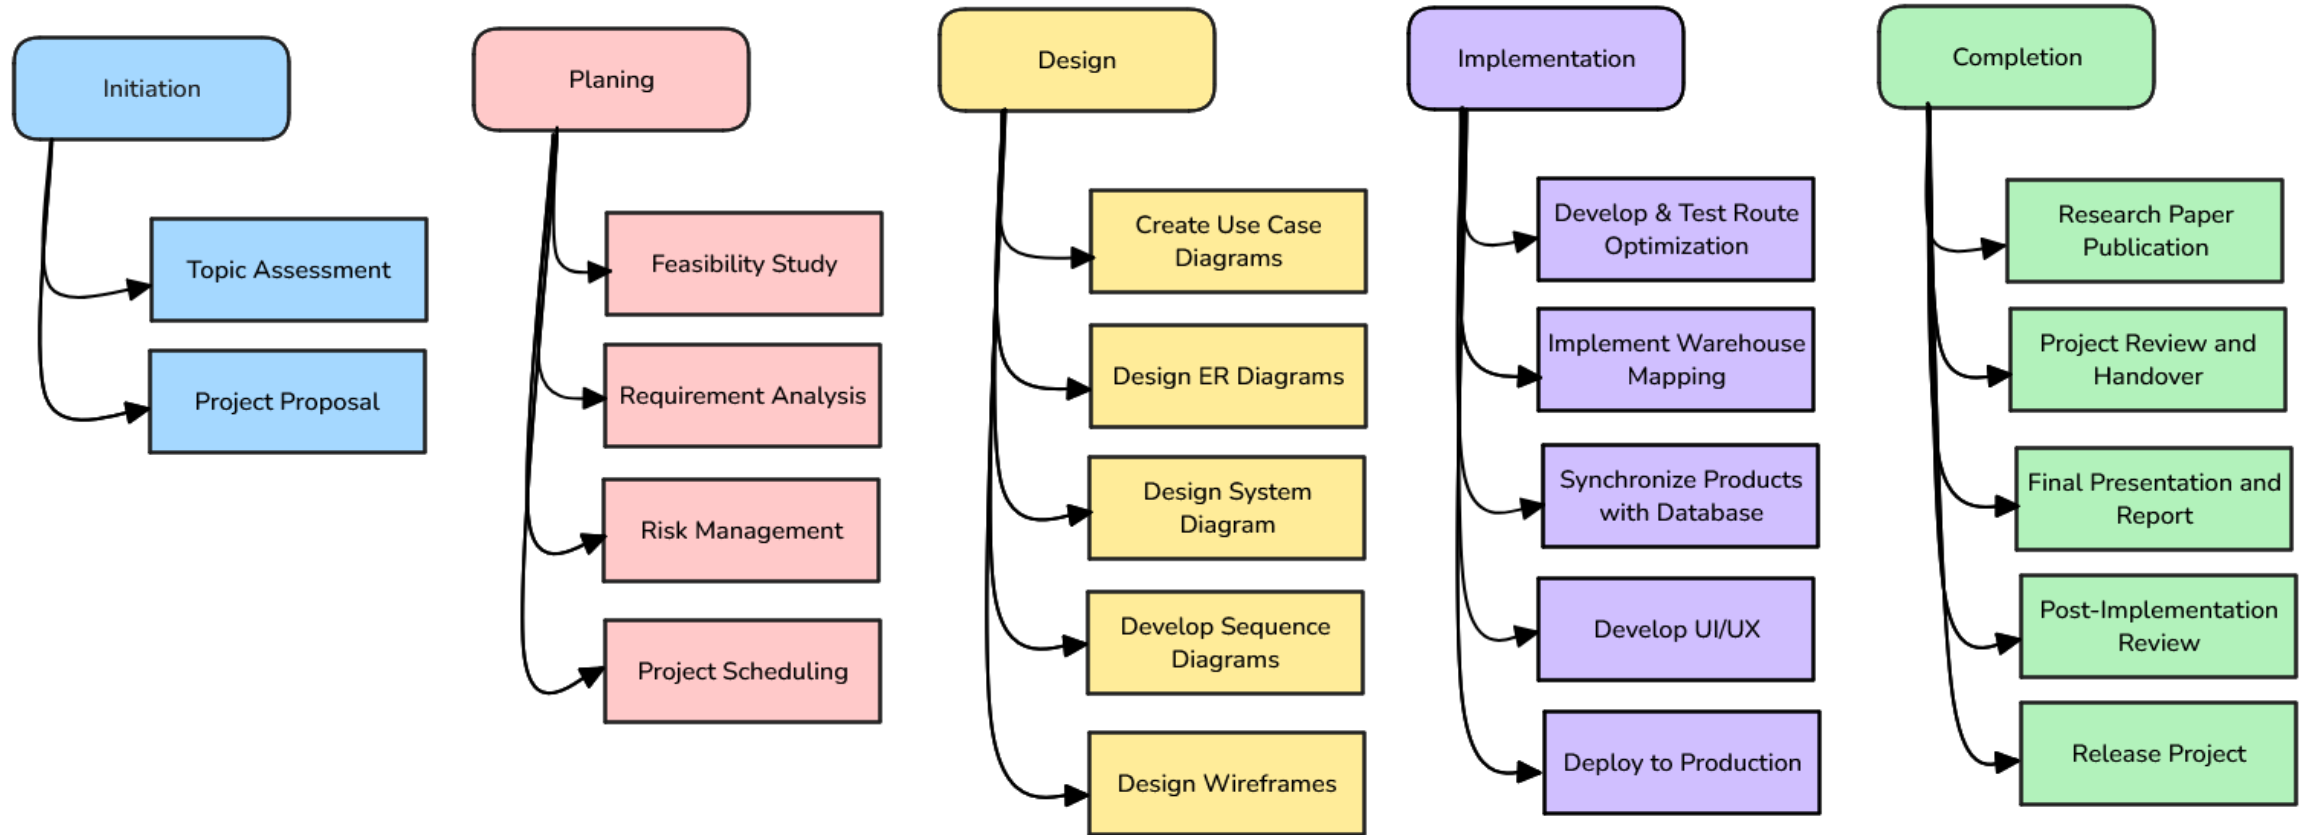 Initiation
Topic Assessment
Project Proposal
Planing
Feasibility Study
Requirement Analysis
Risk Management
Project Scheduling
Design
Create Use Case
Diagrams
Design ER Diagrams
Design System
Diagram
Develop Sequence
Diagrams
Design Wireframes
Implementation
Develop & Test Route
Optimization
Implement Warehouse
Mapping
Synchronize Products
with Database
Develop UI/UX
Deploy to Production
Completion
Research Paper
Publication
Project Review and
Handover
Final Presentation and
Report
Post-Implementation
Review
Release Project